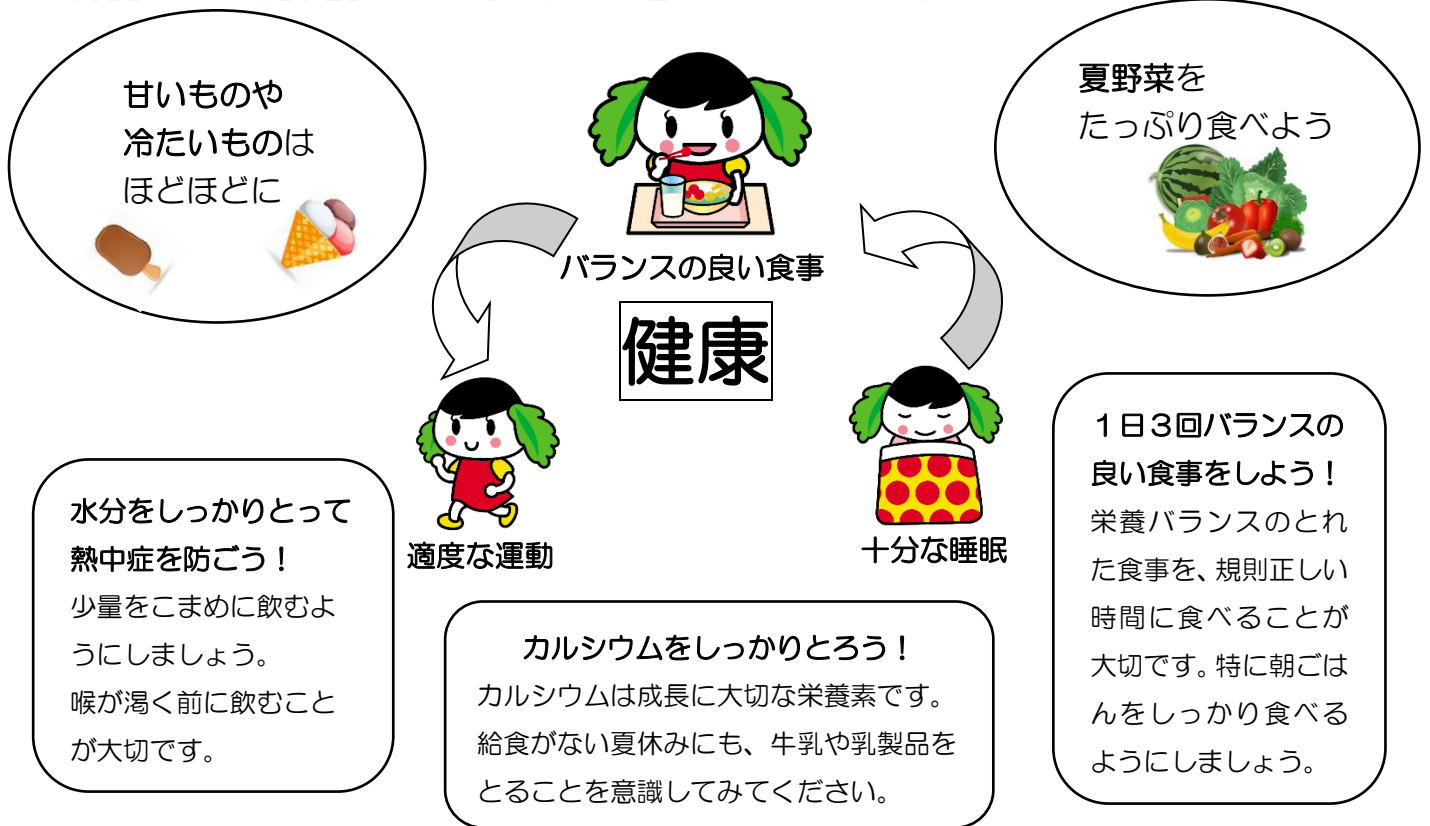 甘いものや
冷たいものは
ほどほどに
夏野菜を
たっぷり食べよう
バランスの良い食事
健康
適度な運動
十分な睡眠
水分をしっかりとって
熱中症を防ごう！
少量をこまめに飲むよ
うにしましょう。
喉が渇く前に飲むこと
が大切です。
カルシウムをしっかりとろう！
カルシウムは成長に大切な栄養素です。
給食がない夏休みにも、牛乳や乳製品を
とることを意識してみてください。
１日３回バランスの
良い食事をしよう！
栄養バランスのとれ
た食事を、規則正しい
時間に食べることが
大切です。特に朝ごは
んをしっかり食べる
ようにしましょう。